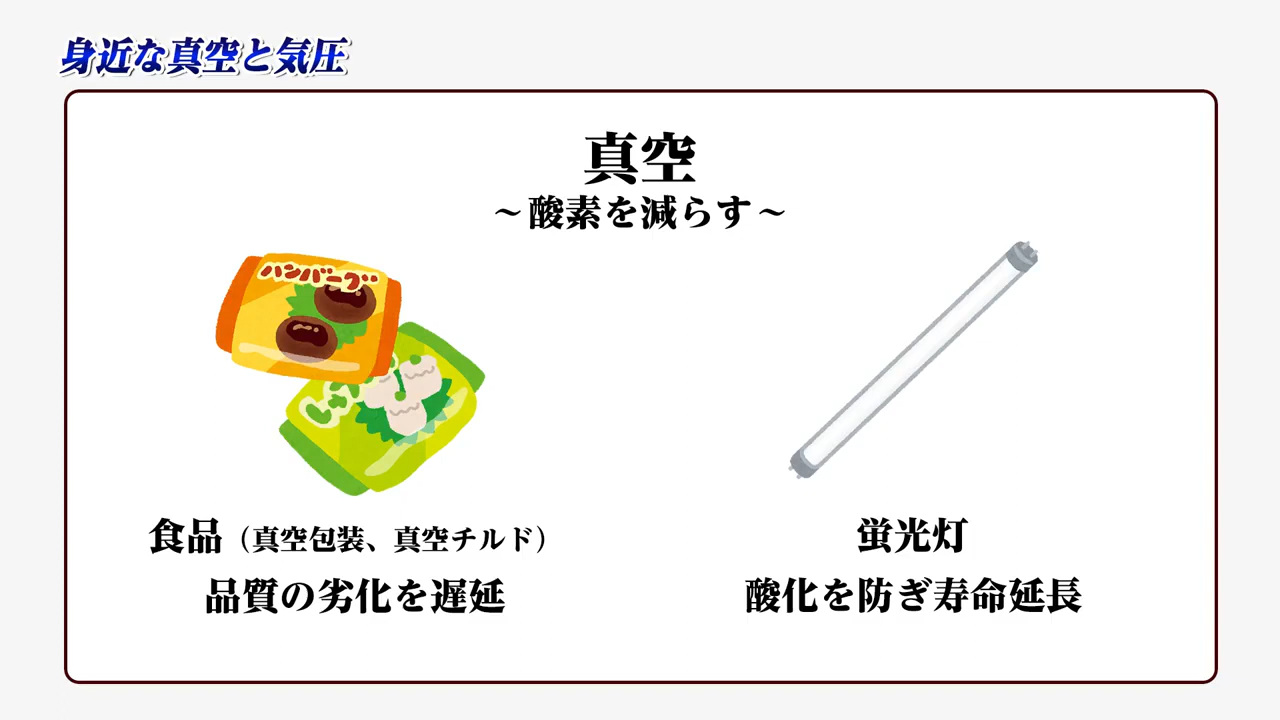 身近な真空と気圧
真空
～酸素を減らす～
ハンバーグ
食品（真空包装、真空チルド）
品質の劣化を遅延
蛍光灯
酸化を防ぎ寿命延長